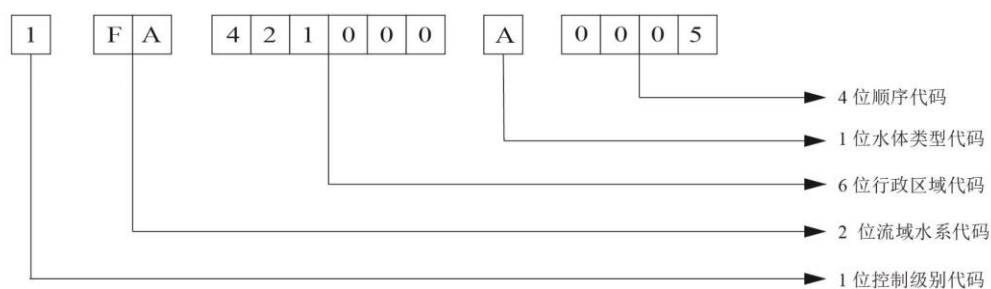 1 F A 4 2 1 0 0 0 A 0 0 0 5
4 位顺序代码
1 位水体类型代码
6 位行政区域代码
2 位流域水系代码
1 位控制级别代码